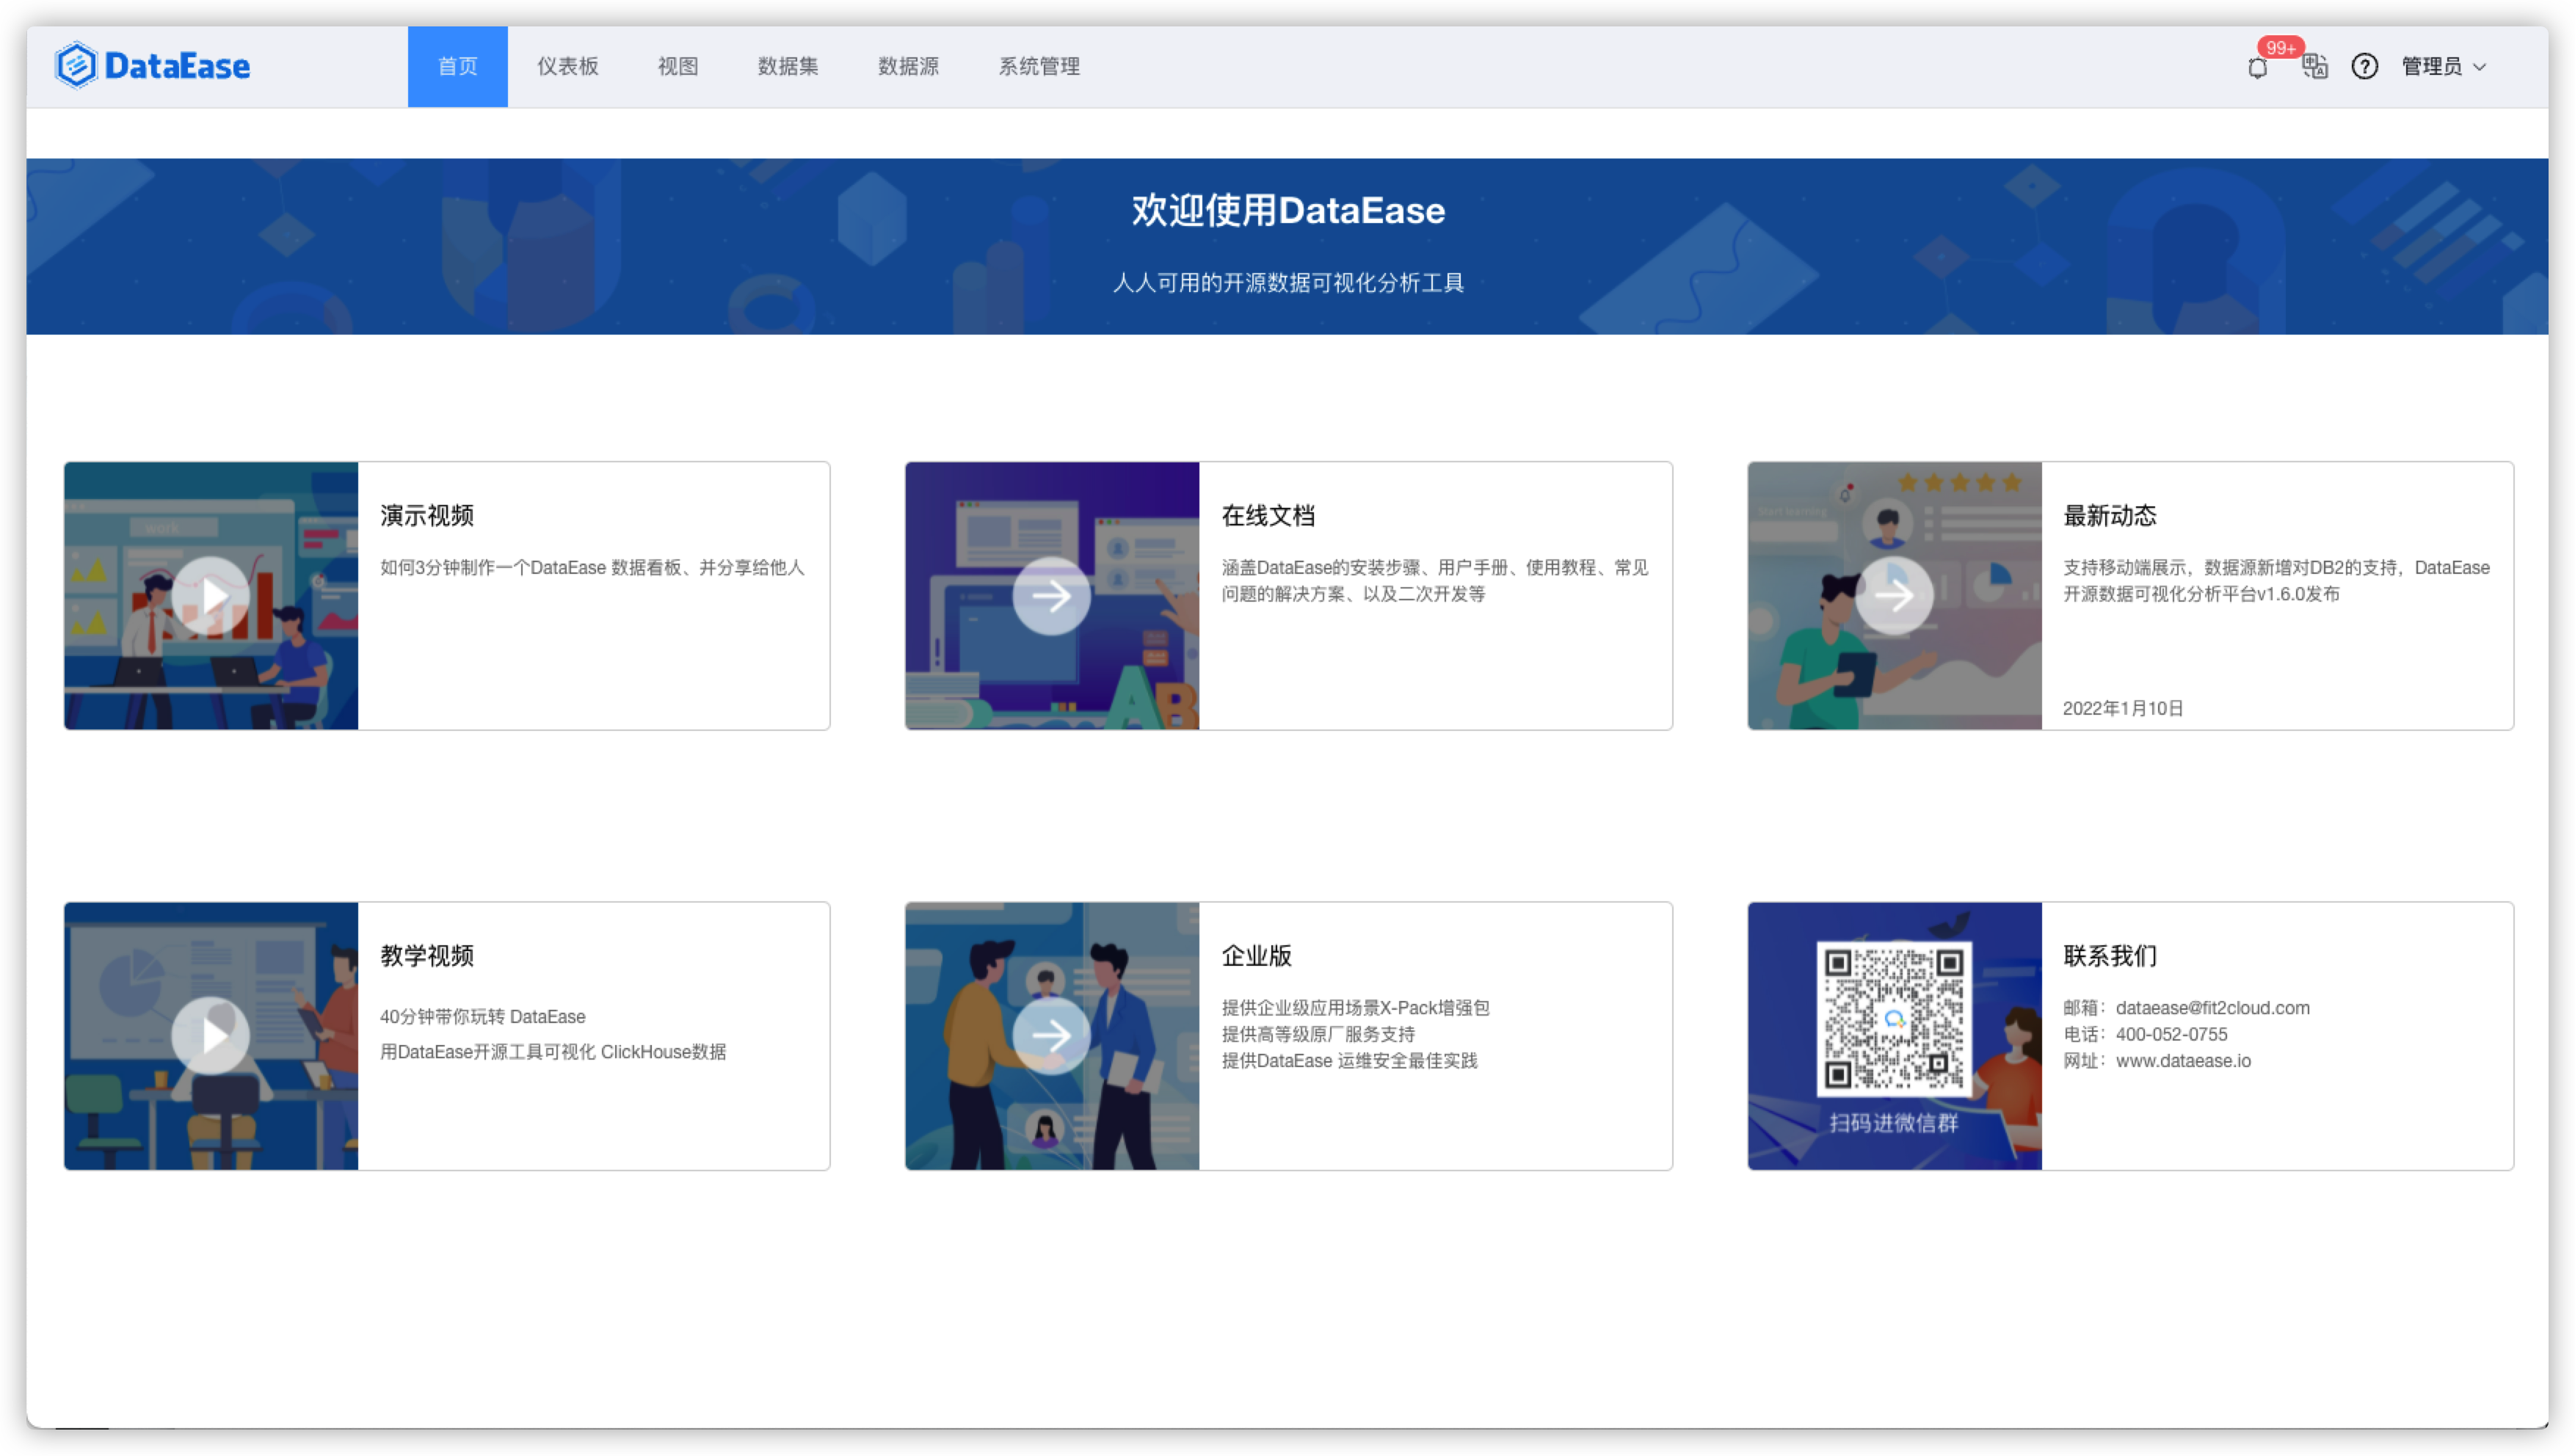 DataEase
首页
仪表板
视图
数据集
数据源
系统管理
99+
管理员
欢迎使用DataEase
人人可用的开源数据可视化分析工具
work
演示视频
如何3分钟制作一个DataEase 数据看板、并分享给他人
在线文档
涵盖DataEase的安装步骤、用户手册、使用教程、常见
问题的解决方案、以及二次开发等
AB
Start learning
最新动态
支持移动端展示，数据源新增对DB2的支持，DataEase
开源数据可视化分析平台v1.6.0发布
2022年1月10日
教学视频
40分钟带你玩转 DataEase
用DataEase开源工具可视化 ClickHouse数据
企业版
提供企业级应用场景X-Pack增强包
提供高等级原厂服务支持
提供DataEase 运维安全最佳实践
扫码进微信群
联系我们
邮箱：dataease@fit2cloud.com
电话：400-052-0755
网址：www.dataease.io